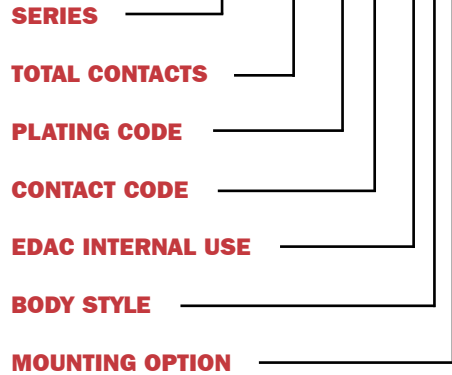 SERIES
TOTAL CONTACTS
PLATING CODE
CONTACT CODE
EDAC INTERNAL USE
BODY STYLE
MOUNTING OPTION